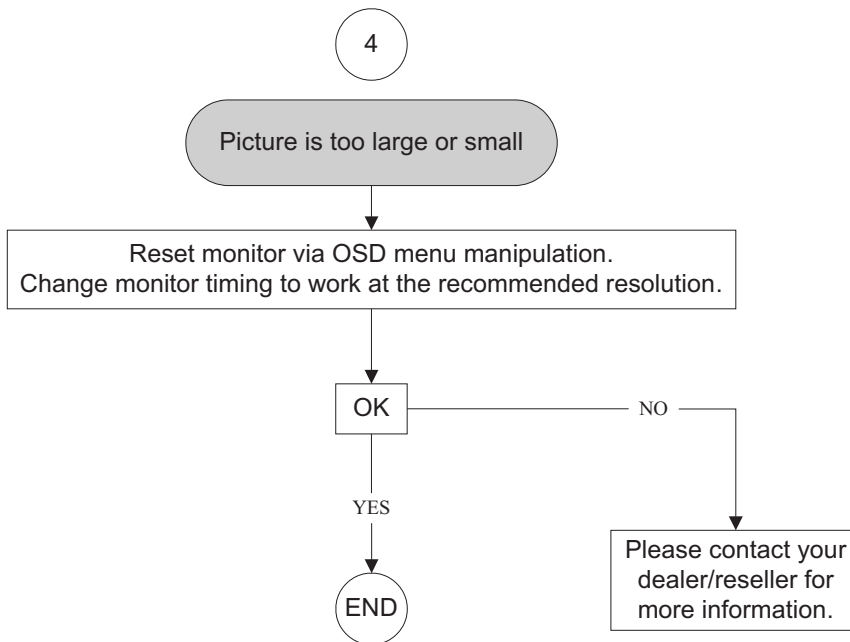 4
Picture is too large or small
Reset monitor via OSD menu manipulation.
Change monitor timing to work at the recommended resolution.
OK
NO
YES
Please contact your
dealer/reseller for
more information.
END